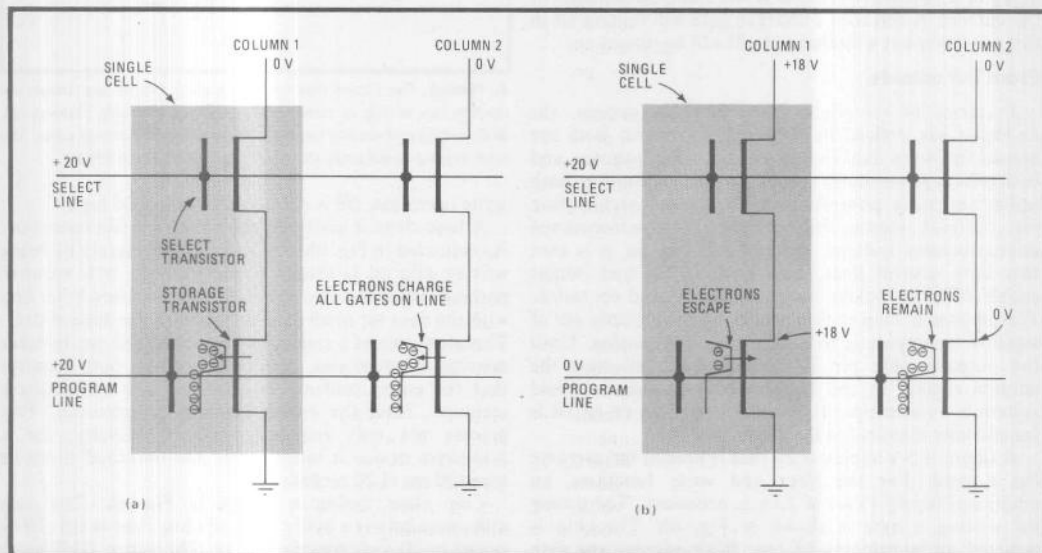 COLUMN 1
0 V
COLUMN 2
0 V
SINGLE
CELL
+20 V
SELECT
LINE
SELECT
TRANSISTOR
STORAGE
TRANSISTOR
ELECTRONS CHARGE
ALL GATES ON LINE
+20 V
PROGRAM
LINE
(a)
COLUMN 1
+18 V
COLUMN 2
0 V
SINGLE
CELL
+20 V
SELECT
LINE
ELECTRONS
ESCAPE
+18 V
ELECTRONS
REMAIN
0 V
0 V
PROGRAM
LINE
(b)